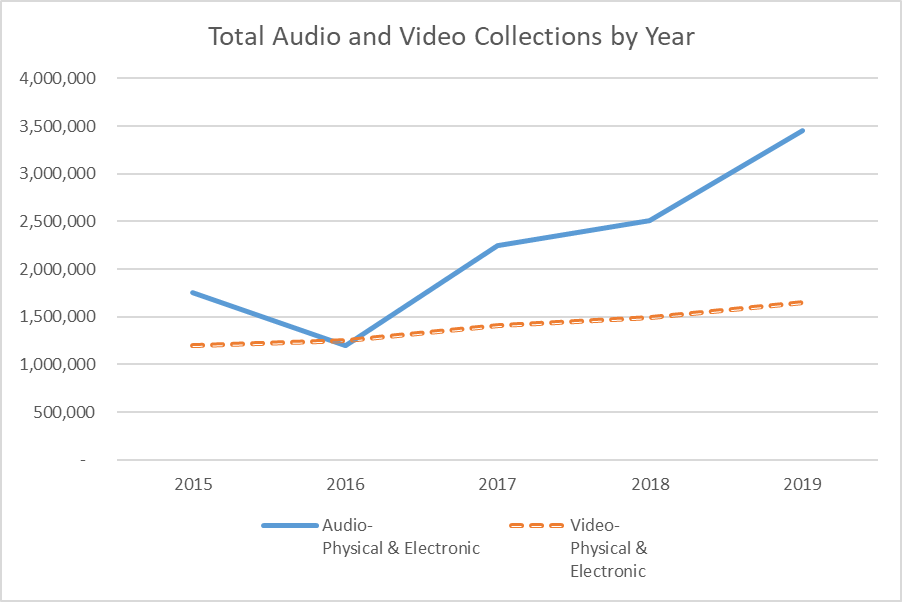 Total Audio and Video Collections by Year
4,000,000
3,500,000
3,000,000
2,500,000
2,000,000
1,500,000
1,000,000
500,000
-
2015 2016 2017 2018 2019
Audio-
Physical & Electronic
Video-
Physical &
Electronic